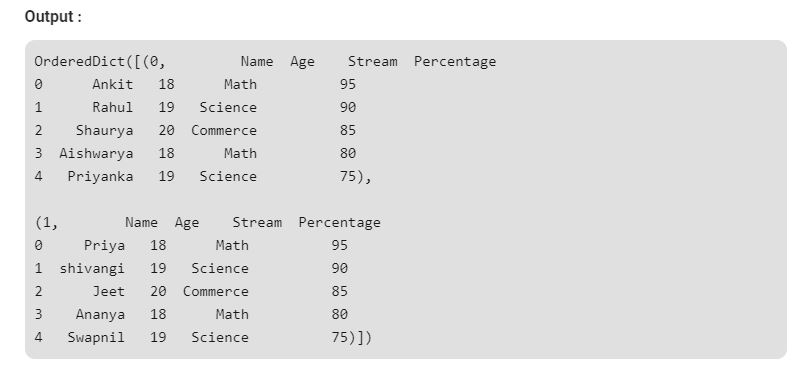 Output :
OrderedDict([(0,         Name  Age    Stream  Percentage
0      Ankit   18      Math          95
1      Rahul   19   Science          90
2    Shaurya   20  Commerce          85
3  Aishwarya   18      Math          80
4   Priyanka   19   Science          75),
(1,        Name  Age    Stream  Percentage
0     Priya   18      Math          95
1  shivangi   19   Science          90
2      Jeet   20  Commerce          85
3    Ananya   18      Math          80
4   Swapnil   19   Science          75)])